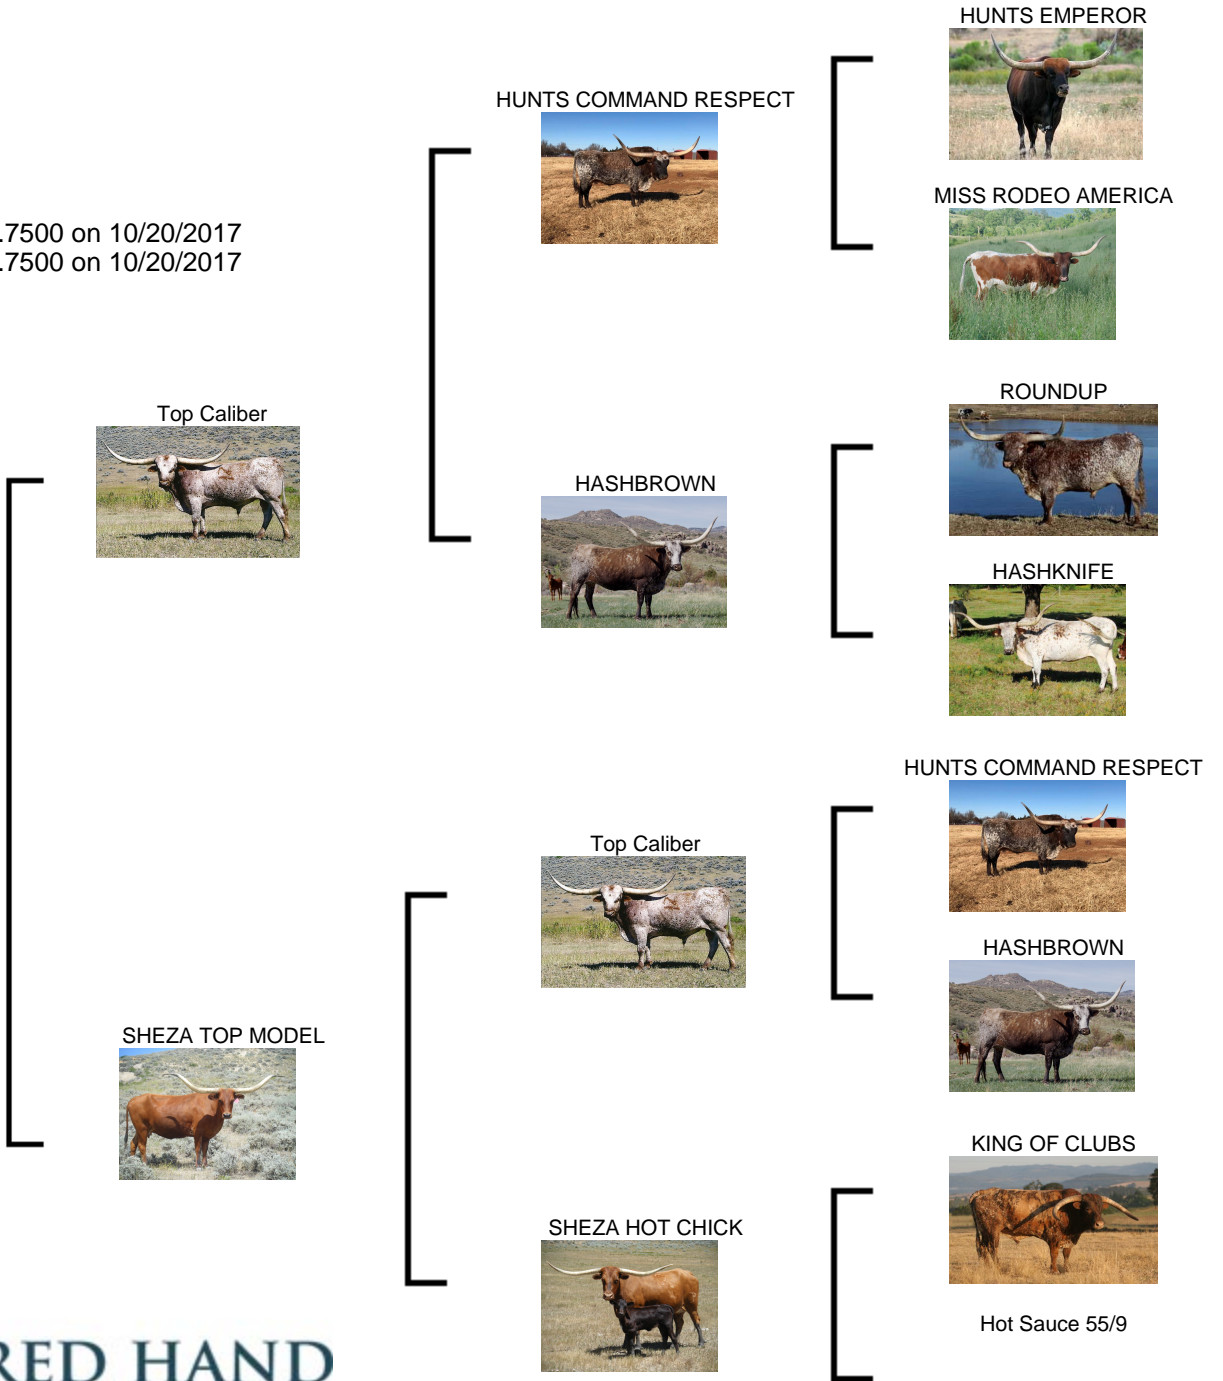 HUNTS EMPEROR
HUNTS COMMAND RESPECT
MISS RODEO AMERICA
.7500 on 10/20/2017
.7500 on 10/20/2017
ROUNDUP
Top Caliber
HASHBROWN
HASHKNIFE
HUNTS COMMAND RESPECT
Top Caliber
HASHBROWN
SHEZA TOP MODEL
KING OF CLUBS
SHEZA HOT CHICK
Hot Sauce 55/9
RED HAND